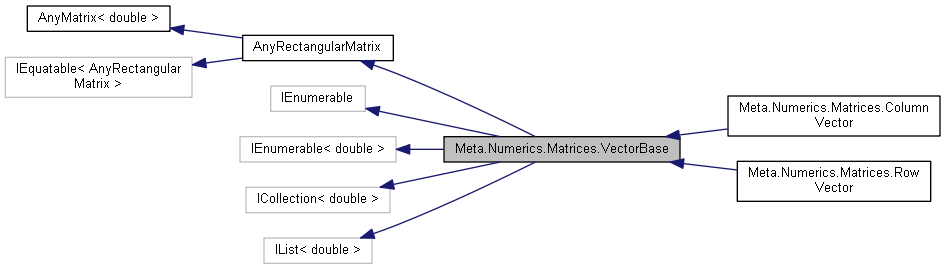 AnyMatrix< double >
AnyRectangularMatrix
IEquatable< AnyRectangular
Matrix >
IEnumerable
Meta.Numerics.Matrices.Column
Vector
IEnumerable< double >
Meta.Numerics.Matrices.VectorBase
Meta.Numerics.Matrices.Row
Vector
ICollection< double >
IList< double >